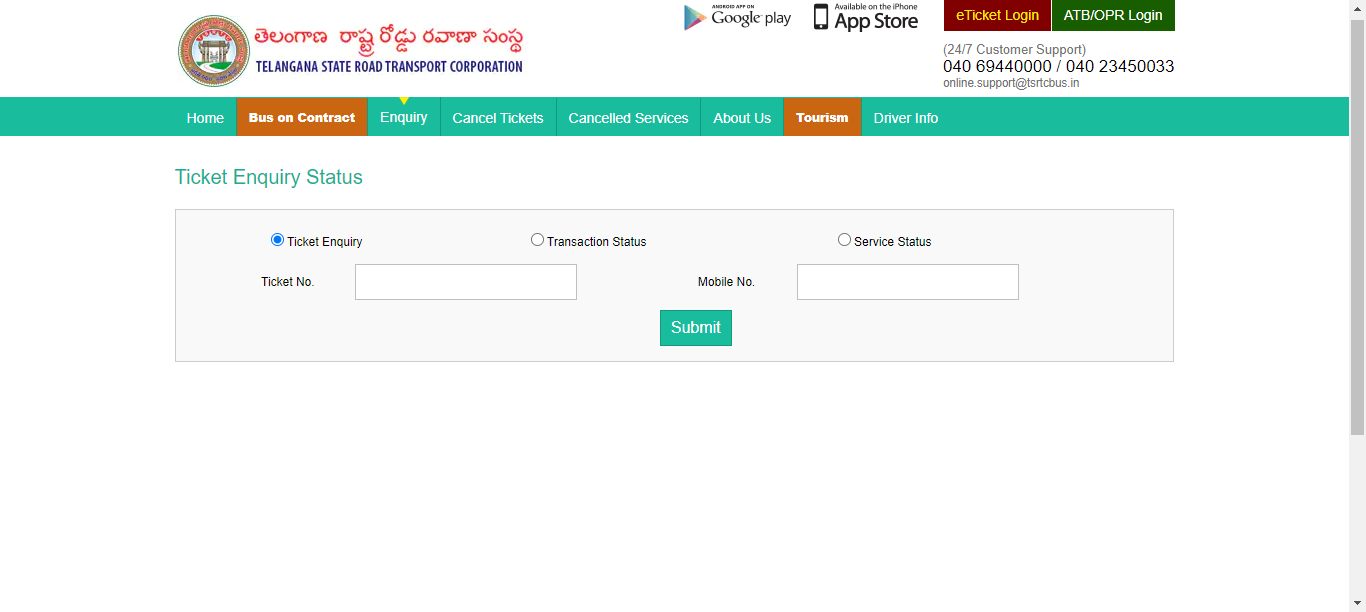 తెలంగాణ రాష్ట్ర రోడ్డు రవాణా సంస్థ
TELANGANA STATE ROAD TRANSPORT CORPORATION
ANDROID APP ON
Google play
Available on the iPhone
App Store
eTicket Login
ATB/OPR Login
(24/7 Customer Support)
040 69440000 / 040 23450033
online.support@tsrtcbus.in
Home
Bus on Contract
Enquiry
Cancel Tickets
Cancelled Services
About Us
Tourism
Driver Info
Ticket Enquiry Status
Ticket Enquiry
Transaction Status
Service Status
Ticket No.
Mobile No.
Submit